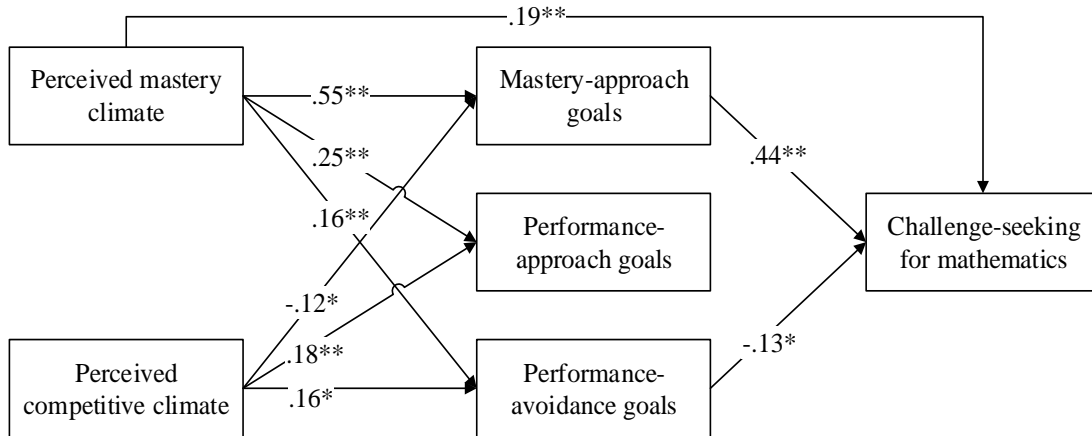 .19**
Perceived mastery
climate
.55**
Mastery-approach
goals
.25**
.44**
.16**
Performance-
approach goals
Challenge-seeking
for mathematics
-.12*
.18**
-.13*
Perceived
competitive climate
.16*
Performance-
avoidance goals